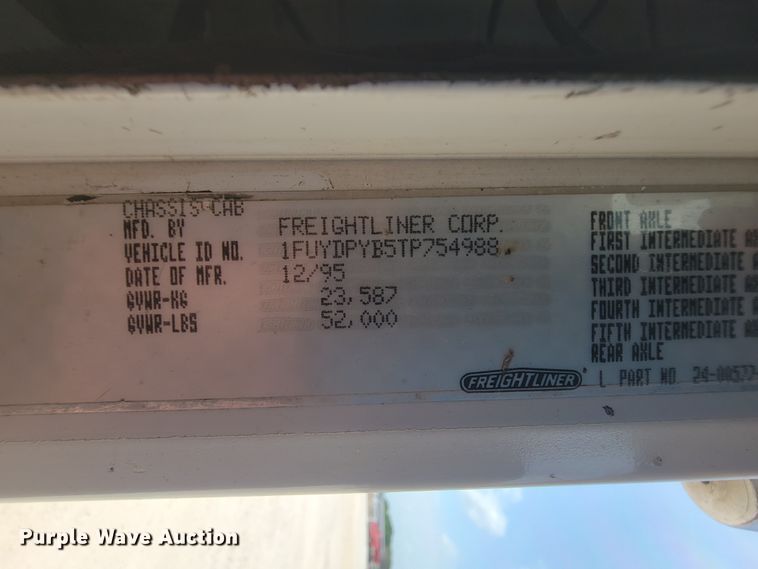 CHASSIS CAB
MFD. BY FREIGHTLINER CORP.
VEHICLE ID NO. 1FUYDPYB5TP754988
DATE OF MFR. 12/95
GVWR-KG 23,587
GVWR-LBS 52,000
FRONT AXLE
FIRST INTERMEDIATE
SECOND INTERMEDIATE
THIRD INTERMEDIATE
FOURTH INTERMEDIATE
FIFTH INTERMEDIATE
REAR AXLE
FREIGHTLINER
L PART NO
Purple Wave Auction